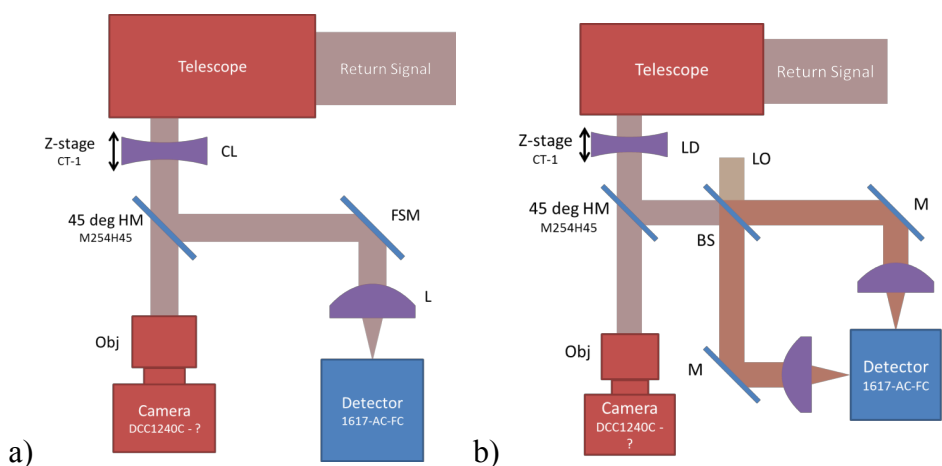 Telescope
Return Signal
Z-stage
CT-1
CL
45 deg HM
M254H45
FSM
L
Obj
Camera
DCC1240C - ?
Detector
1617-AC-FC
a)
Telescope
Return Signal
Z-stage
CT-1
LD
LO
45 deg HM
M254H45
BS
M
Obj
M
Camera
DCC1240C -
?
Detector
1617-AC-FC
b)